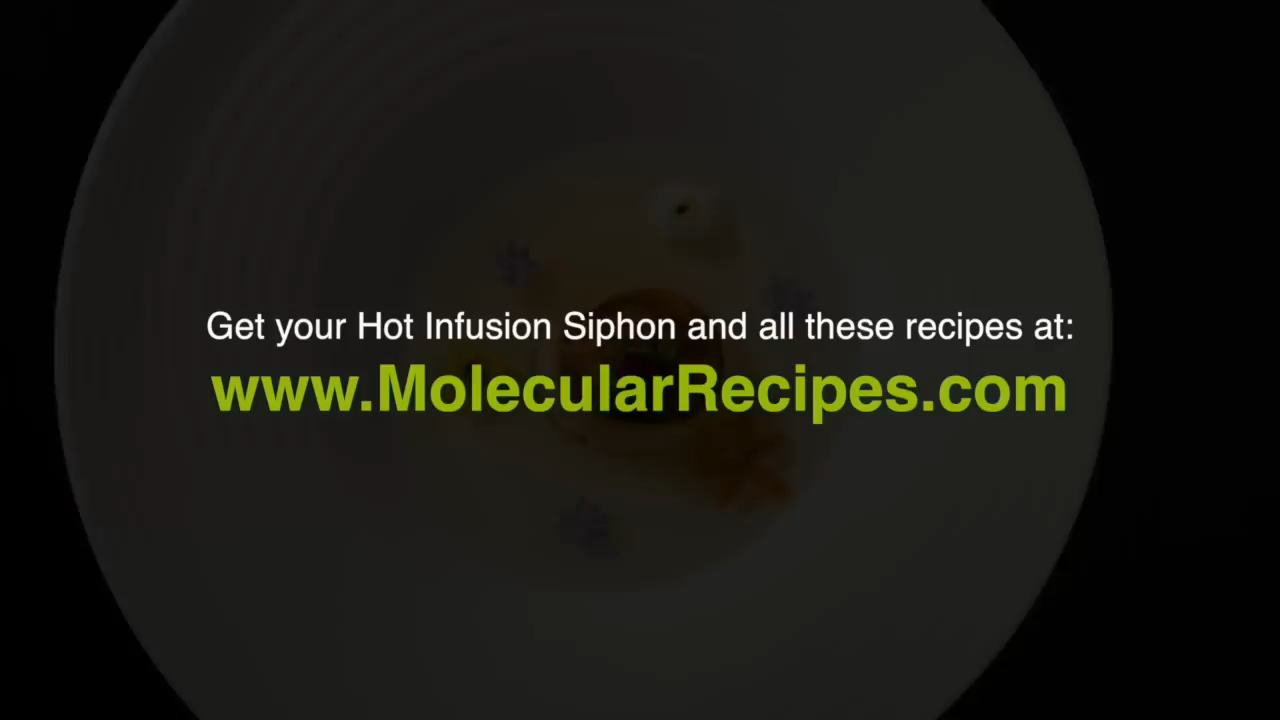 Get your Hot Infusion Siphon and all these recipes at:
www.MolecularRecipes.com